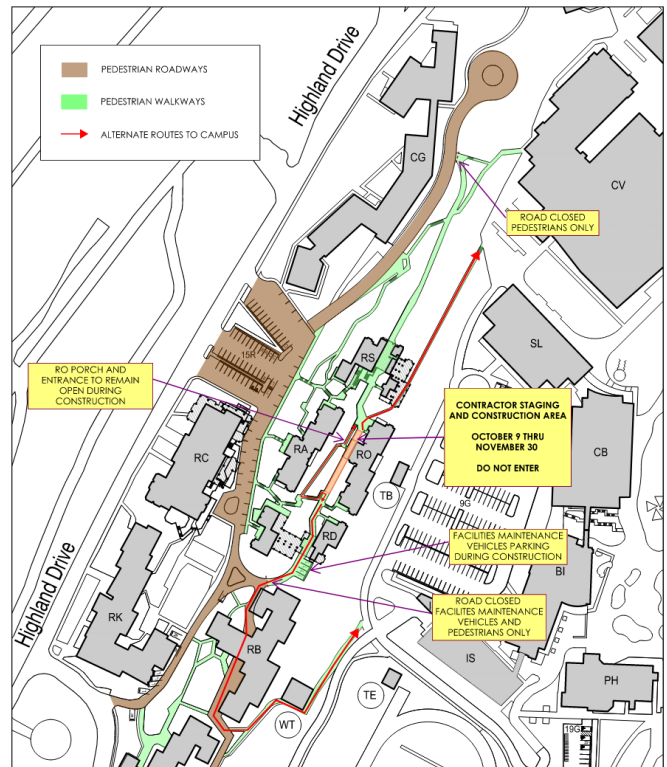 PEDESTRIAN ROADWAYS
PEDESTRIAN WALKWAYS
ALTERNATE ROUTES TO CAMPUS
Highland Drive
CG
CV
ROAD CLOSED
PEDESTRIANS ONLY
SL
15R
RS
RO PORCH AND
ENTRANCE TO REMAIN
OPEN DURING
CONSTRUCTION
CONTRACTOR STAGING
AND CONSTRUCTION AREA
OCTOBER 9 THRU
NOVEMBER 30
DO NOT ENTER
RC
RA
RO
CB
TB
9G
RD
FACILITIES MAINTENANCE
VEHICLES PARKING
DURING CONSTRUCTION
BI
Highland Drive
RK
ROAD CLOSED
FACILITES MAINTENANCE
VEHICLES AND
PEDESTRIANS ONLY
RB
IS
TE
PH
WT
19G